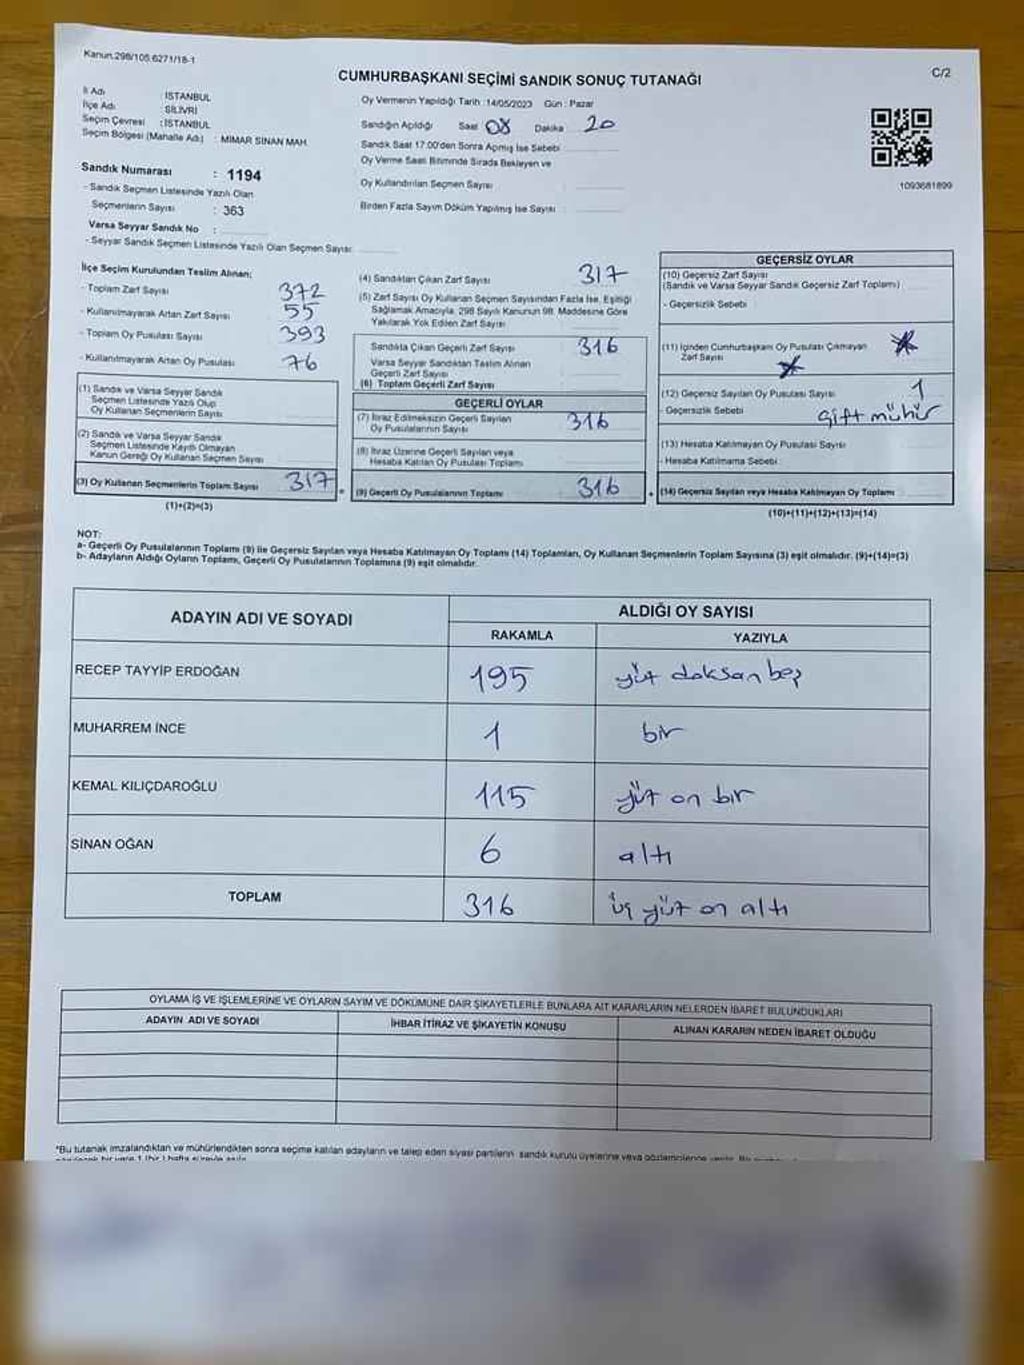 Kanun.298/105.6271/18-1
C/2
CUMHURBAŞKANI SEÇİMİ SANDIK SONUÇ TUTANAĞI
İl Adı : İSTANBUL
İlçe Adı : SİLİVRİ
Seçim Çevresi : İSTANBUL
Seçim Bölgesi (Mahalle Adı) : MİMAR SİNAN MAH.
Oy Vermenin Yapıldığı Tarih : 14/05/2023 Gün : Pazar
Sandığın Açıldığı Saat 08 Dakika 20
Sandık Saat 17.00'den Sonra Açmış İse Sebebi
Oy Verme Saati Bitiminde Sırada Bekleyen ve
Oy Kullandırılan Seçmen Sayısı :
Birden Fazla Sayım Döküm Yapılmış İse Sayısı :
1093681899
Sandık Numarası : 1194
- Sandık Seçmen Listesinde Yazılı Olan
Seçmenlerin Sayısı : 363
Varsa Seyyar Sandık No :
- Seyyar Sandık Seçmen Listesinde Yazılı Olan Seçmen Sayısı:
İlçe Seçim Kurulundan Teslim Alınan:
- Toplam Zarf Sayısı 372
- Kullanılmayarak Artan Zarf Sayısı : 55
- Toplam Oy Pusulası Sayısı 393
- Kullanılmayarak Artan Oy Pusulası : 76
(1) Sandık ve Varsa Seyyar Sandık
Seçmen Listesinde Yazılı Olup
Oy Kullanan Seçmenlerin Sayısı :
(2) Sandık ve Varsa Seyyar Sandık
Seçmen Listesinde Kayıtlı Olmayan
Kanun Gereği Oy Kullanan Seçmen Sayısı
(3) Oy Kullanan Seçmenlerin Toplam Sayısı 317
(1)+(2)=(3)
(4) Sandıktan Çıkan Zarf Sayısı : 317
(5) Zarf Sayısı Oy Kullanan Seçmen Sayısından Fazla İse, Eşitliği
Sağlamak Amacıyla, 298 Sayılı Kanunun 98. Maddesine Göre
Yakılarak Yok Edilen Zarf Sayısı :
Sandıkta Çıkan Geçerli Zarf Sayısı : 316
Varsa Seyyar Sandıktan Teslim Alınan
Geçerli Zarf Sayısı
(6) Toplam Geçerli Zarf Sayısı
GEÇERLİ OYLAR
(7) İtiraz Edilmeksizin Geçerli Sayılan
Oy Pusulalarının Sayısı : 316
(8) İtiraz Üzerine Geçerli Sayılan veya
Hesaba Katılan Oy Pusulası Toplamı
= (9) Geçerli Oy Pusulalarının Toplamı 316
GEÇERSİZ OYLAR
(10) Geçersiz Zarf Sayısı
(Sandık ve Varsa Seyyar Sandık Geçersiz Zarf Toplamı)
- Geçersizlik Sebebi :
(11) İçinden Cumhurbaşkanı Oy Pusulası Çıkmayan
Zarf Sayısı
(12) Geçersiz Sayılan Oy Pusulası Sayısı 1
- Geçersizlik Sebebi : Çift mühür
(13) Hesaba Katılmayan Oy Pusulası Sayısı
- Hesaba Katılmama Sebebi :
+ (14) Geçersiz Sayılan veya Hesaba Katılmayan Oy Toplamı
(10)+(11)+(12)+(13)=(14)
NOT:
a- Geçerli Oy Pusulalarının Toplamı (9) ile Geçersiz Sayılan veya Hesaba Katılmayan Oy Toplamı (14) Toplamları, Oy Kullanan Seçmenlerin Toplam Sayısına (3) eşit olmalıdır. (9)+(14)=(3)
b- Adayların Aldığı Oyların Toplamı, Geçerli Oy Pusulalarının Toplamına (9) eşit olmalıdır.
ADAYIN ADI VE SOYADI
ALDIĞI OY SAYISI
RAKAMLA YAZIYLA
RECEP TAYYİP ERDOĞAN 195 yüz doksan beş
MUHARREM İNCE 1 bir
KEMAL KILIÇDAROĞLU 115 yüz on bir
SİNAN OĞAN 6 altı
TOPLAM 316 üç yüz on altı
OYLAMA İŞ VE İŞLEMLERİNE VE OYLARIN SAYIM VE DÖKÜMÜNE DAİR ŞİKAYETLERLE BUNLARA AİT KARARLARIN NELERDEN İBARET BULUNDUKLARI
ADAYIN ADI VE SOYADI İHBAR İTİRAZ VE ŞİKAYETİN KONUSU ALINAN KARARIN NEDEN İBARET OLDUĞU
*Bu tutanak imzalandıktan ve mühürlendikten sonra seçime katılan adayların ve talep eden siyasi partilerin sandık kurulu üyelerine veya gözlemcilerine verilir. Bu